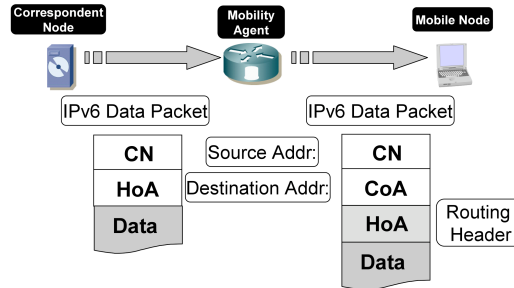 Correspondent
Node
Mobility
Agent
Mobile Node
IPv6 Data Packet
IPv6 Data Packet
CN
Source Addr:
CN
HoA
Destination Addr:
CoA
Data
HoA
Routing
Header
Data